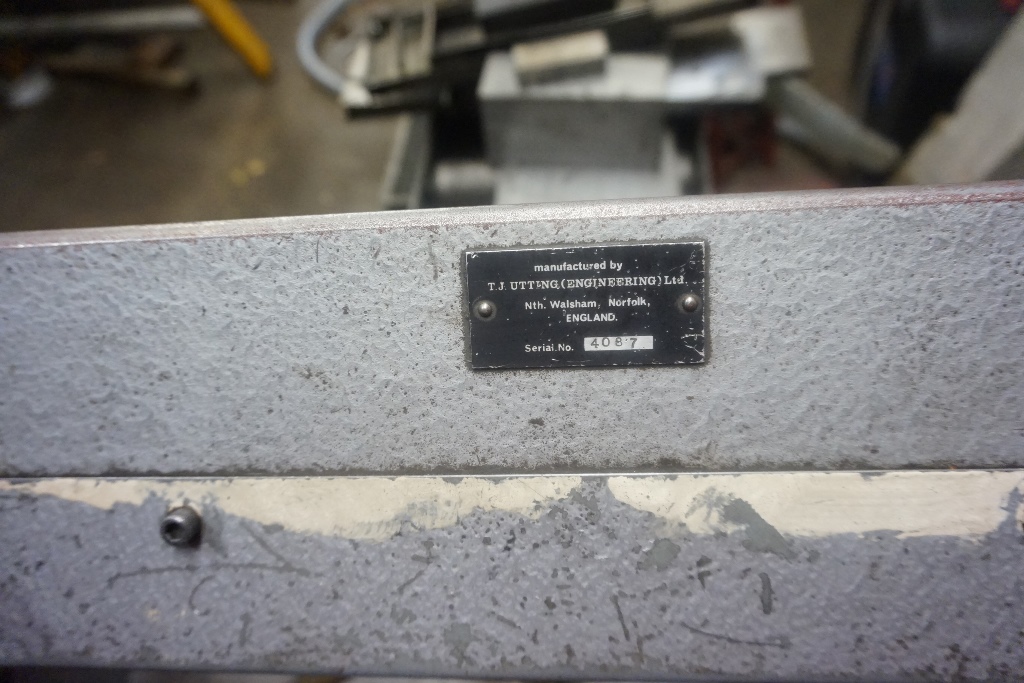 manufactured by
T.J. UTTING (ENGINEERING) Ltd.
Nth. Walsham, Norfolk,
ENGLAND.
Serial No. 4087